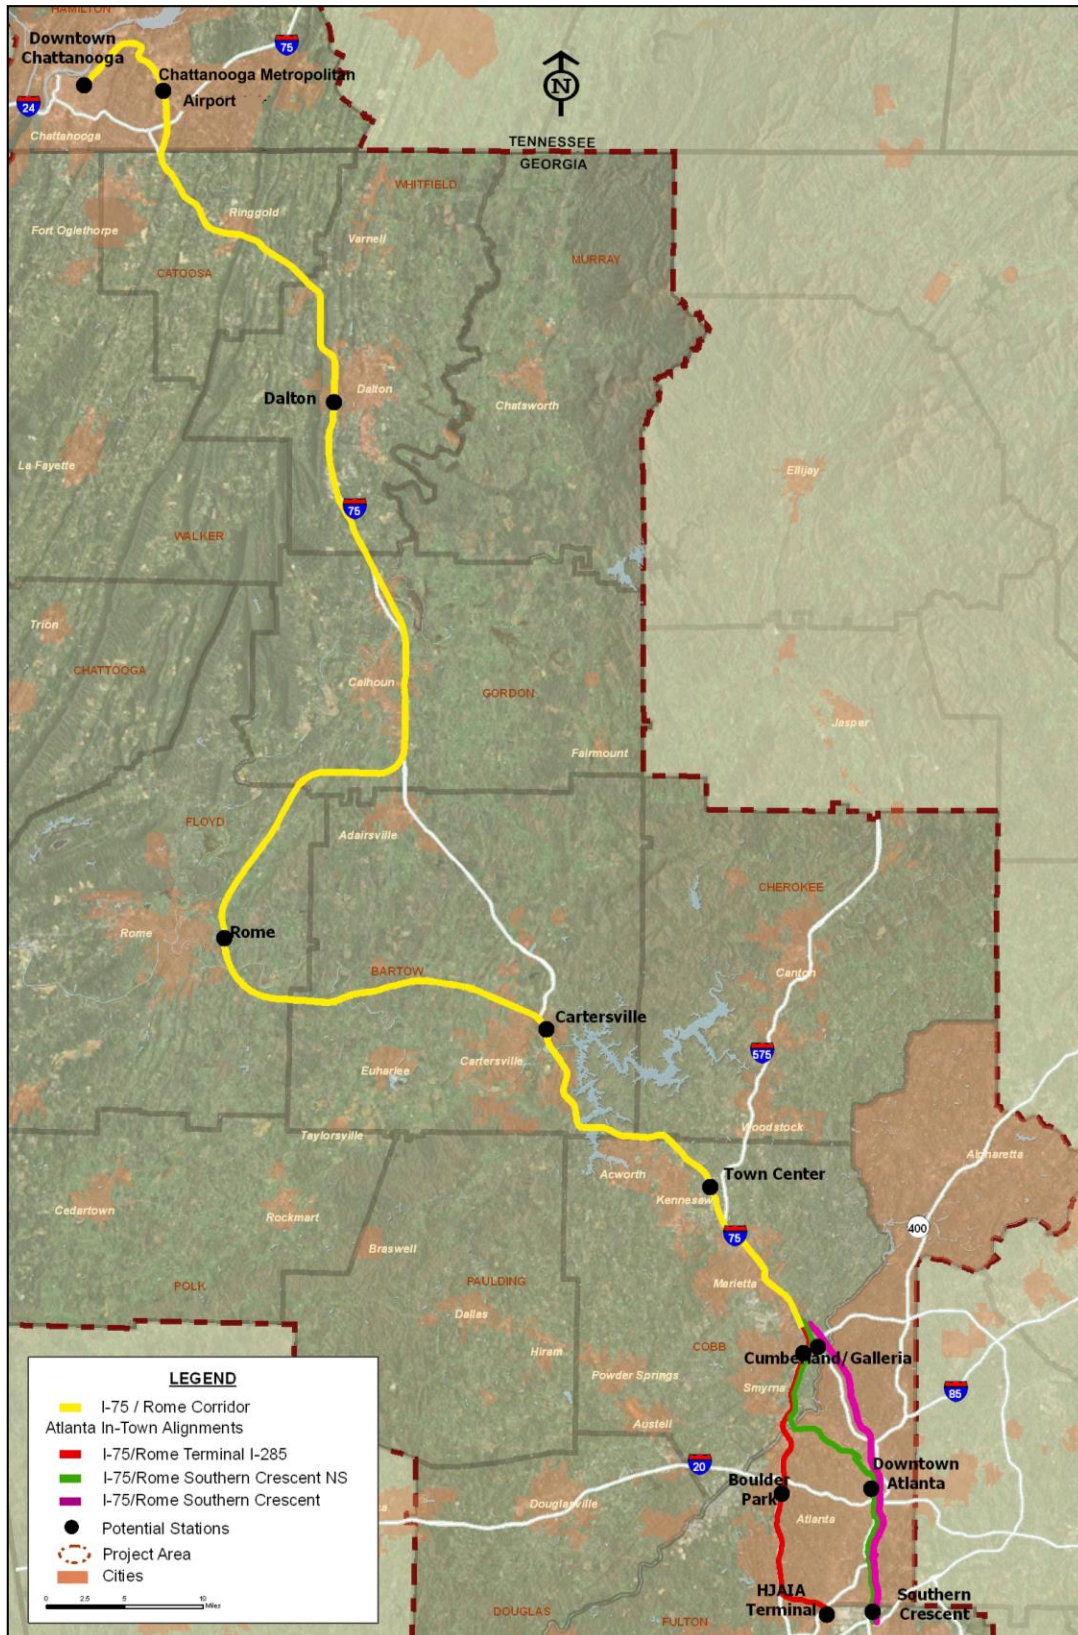 HAMILTON
Downtown
Chattanooga
75
Chattanooga Metropolitan
Airport
24
N
Chattanooga
TENNESSEE
GEORGIA
WHITFIELD
Ringgold
Fort Oglethorpe
Varnell
CATOOSA
MURRAY
Dalton
Dalton
Chatsworth
La Fayette
Ellijay
75
WALKER
Trion
CHATTOOGA
Calhoun
GORDON
Jasper
Fairmount
FLOYD
Adairsville
CHEROKEE
Rome
Rome
BARTOW
Canton
Cartersville
575
Cartersville
Euharlee
Taylorsville
Woodstock
Alpharetta
Acworth
Town Center
Kennesaw
Cedartown
Rockmart
400
75
Braswell
POLK
PAULDING
Marietta
Dallas
Hiram
COBB
Cumberland/Galleria
Powder Springs
Smyrna
85
Austell
20
Downtown
Atlanta
Boulder
Park
Douglasville
Atlanta
HJAIA
Terminal
Southern
Crescent
DOUGLAS
FULTON
LEGEND
I-75 / Rome Corridor
Atlanta In-Town Alignments
I-75/Rome Terminal I-285
I-75/Rome Southern Crescent NS
I-75/Rome Southern Crescent
Potential Stations
Project Area
Cities
0 2.5 5 10
Miles